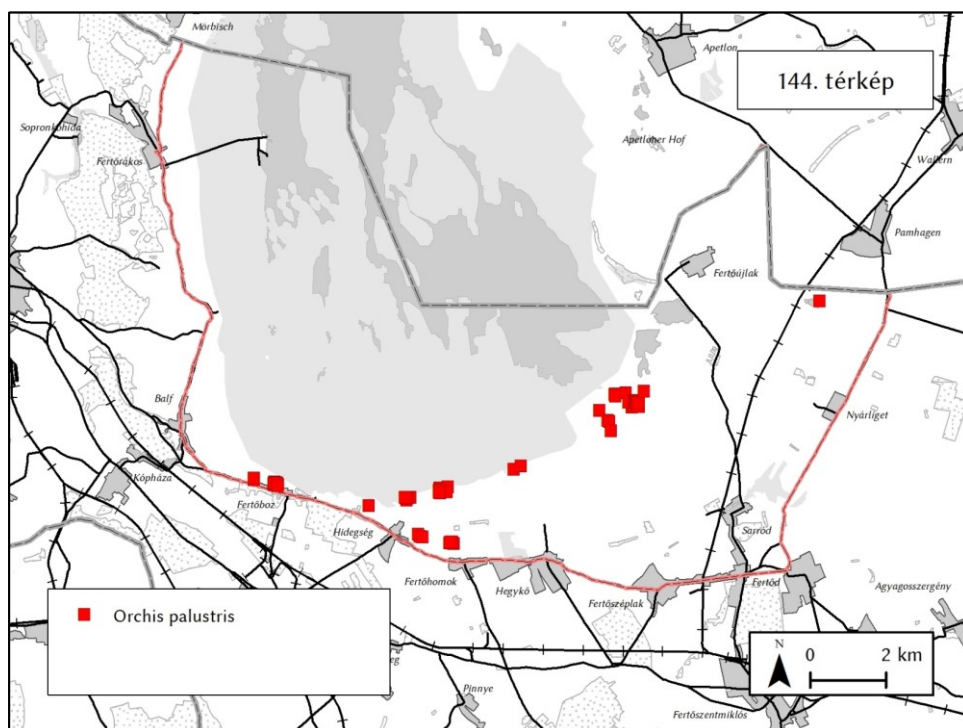 Mörbisch
Apetlon
144. térkép
Sopronkőhida
Fertőrákos
Apetloner Hof
Wallern
Pamhagen
Fertőújlak
Balf
Nyárliget
Kópháza
Fertőboz
Hidegség
Sarród
Fertőhomok
Hegykő
Fertőszéplak
Fertőd
Agyagosszergény
Orchis palustris
N
0 2 km
Pinnye
Fertőszentmiklós